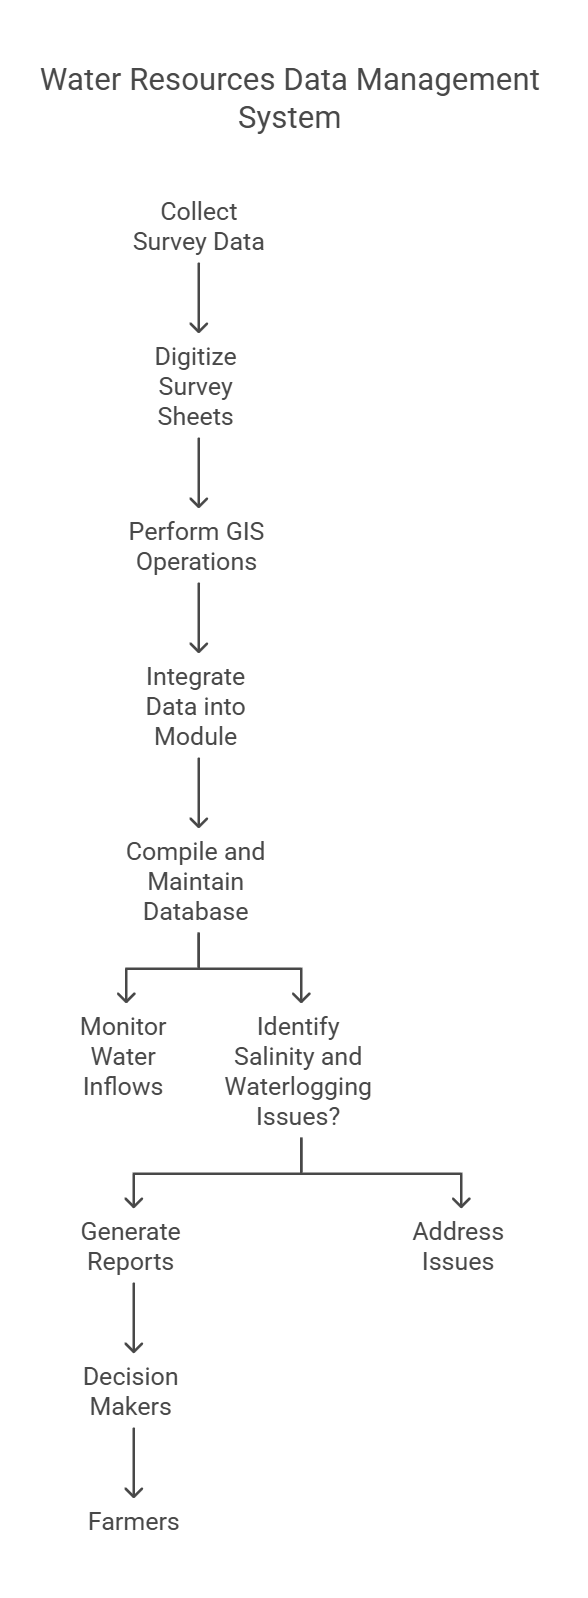 Water Resources Data Management
System
Collect
Survey Data
Digitize
Survey
Sheets
Perform GIS
Operations
Integrate
Data into
Module
Compile and
Maintain
Database
Monitor
Water
Inflows
Identify
Salinity and
Waterlogging
Issues?
Generate
Reports
Address
Issues
Decision
Makers
Farmers